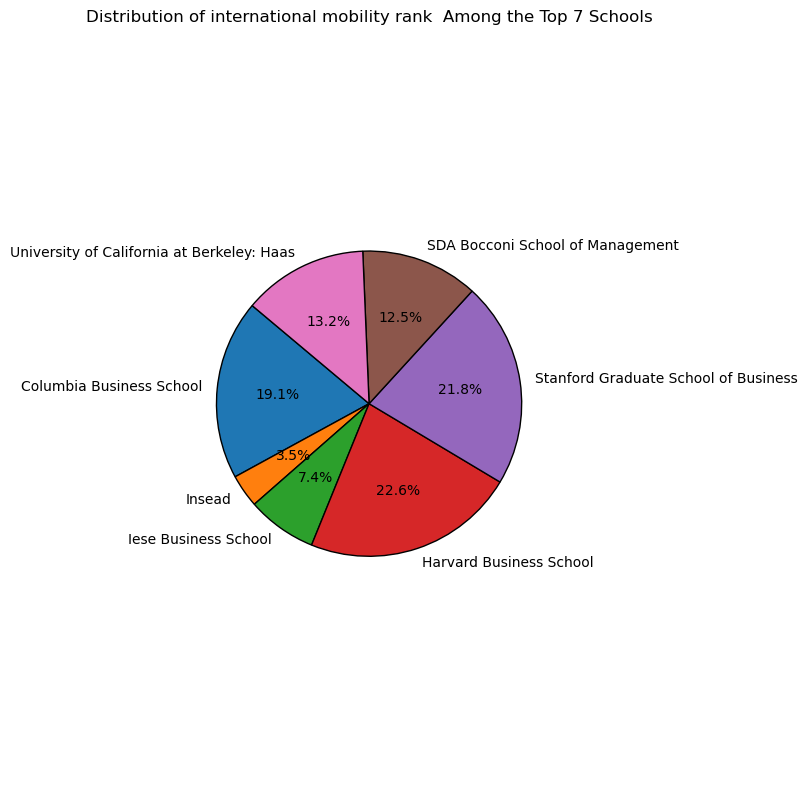 Distribution of international mobility rank  Among the Top 7 Schools
SDA Bocconi School of Management
University of California at Berkeley: Haas
12.5%
13.2%
Stanford Graduate School of Business
21.8%
Columbia Business School
19.1%
3.5%
7.4%
22.6%
Insead
Iese Business School
Harvard Business School